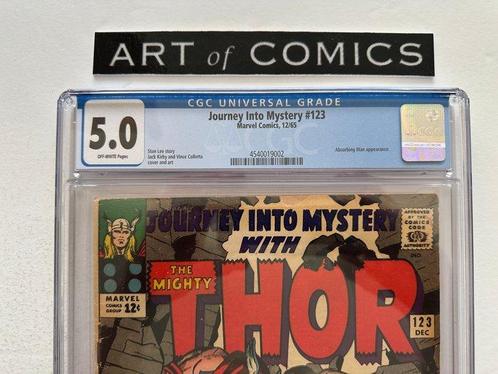 ART of COMICS
CGC UNIVERSAL GRADE
5.0
OFF-WHITE Pages
Journey Into Mystery #123
Marvel Comics, 12/65
Stan Lee story
Jack Kirby and Vince Colletta
cover and art
Absorbing Man appearance.
4540019002
CGC
JOURNEY INTO MYSTERY
WITH
THE
MIGHTY
THOR
MARVEL
COMICS
GROUP
12¢
APPROVED
BY THE
COMICS
CODE
AUTHORITY
IND.
123
DEC